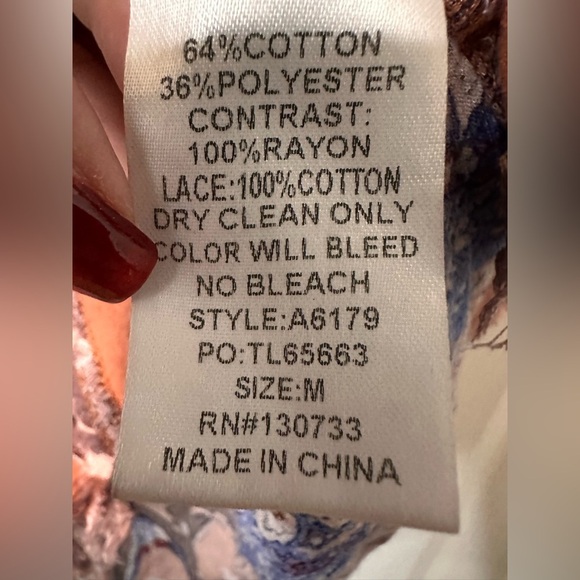 64%COTTON
36%POLYESTER
CONTRAST:
100%RAYON
LACE:100%COTTON
DRY CLEAN ONLY
COLOR WILL BLEED
NO BLEACH
STYLE:A6179
PO:TL65663
SIZE:M
RN#130733
MADE IN CHINA